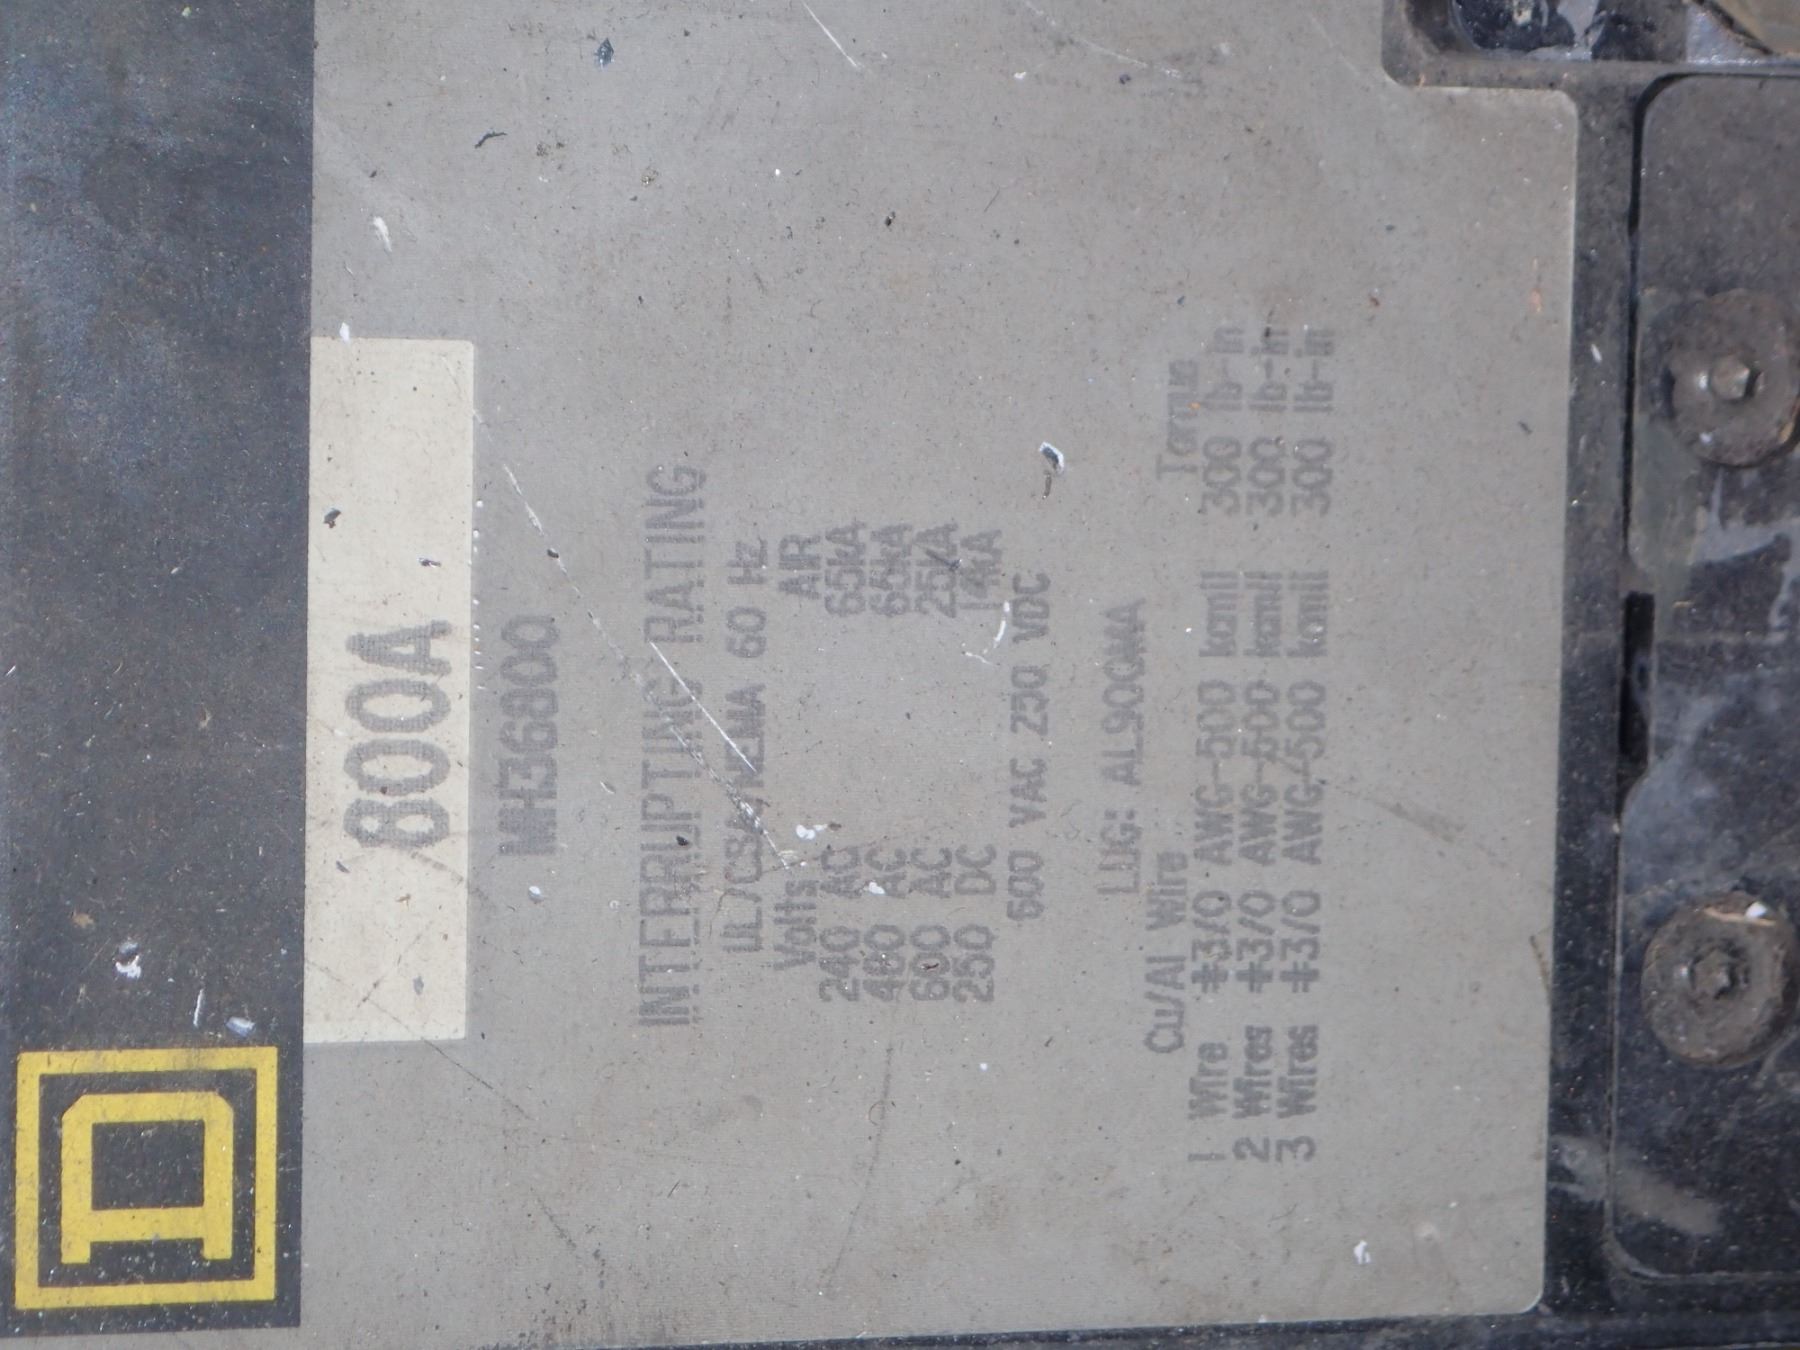 D
800A
MH36800
INTERRUPTING RATING
UL/CSA/NEMA 60 Hz
Volts AIR
240 AC 65kA
480 AC 65kA
600 AC 25kA
250 DC 14kA
600 VAC 250 VDC
LUG: AL900MA
Cu/Al Wire Torque
1 Wire #3/0 AWG-500 kcmil 300 lb-in
2 Wires #3/0 AWG-500 kcmil 300 lb-in
3 Wires #3/0 AWG-500 kcmil 300 lb-in